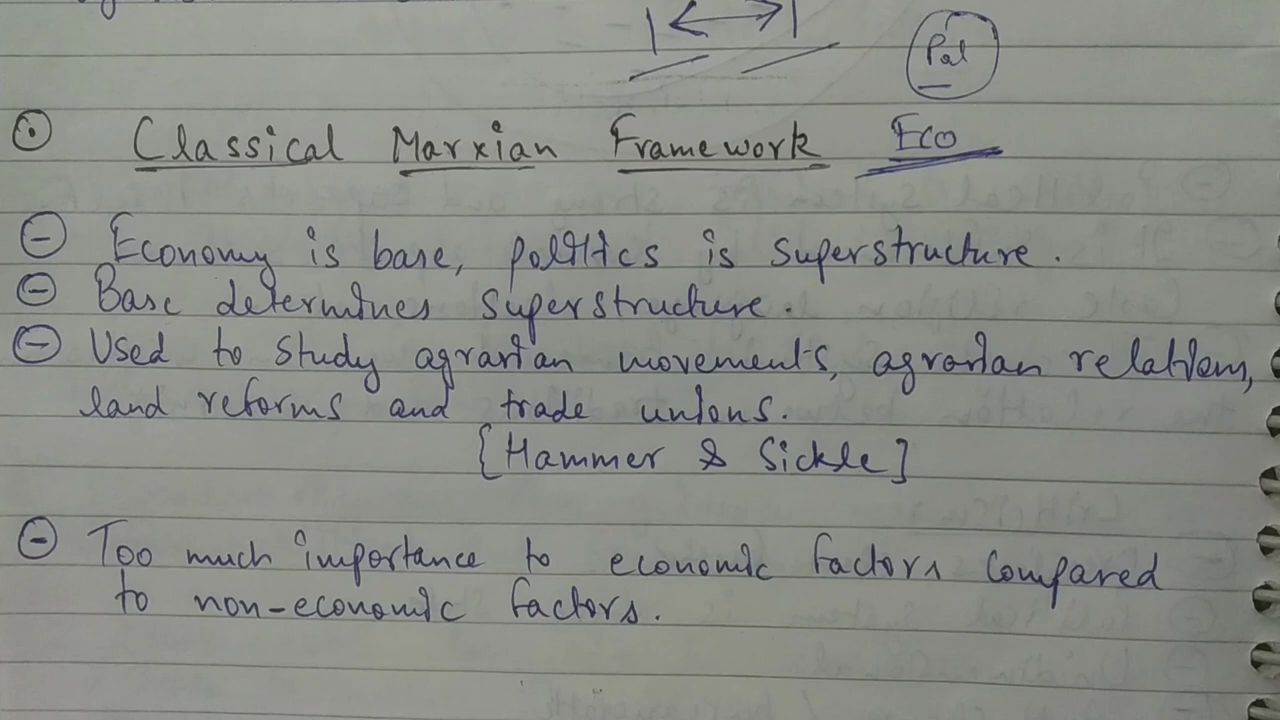 Pol
Classical Marxian Framework Eco
Economy is base, politics is superstructure.
Base determines superstructure.
Used to study agrarian movements, agrarian relations,
land reforms and trade unions.
[Hammer & Sickle]
Too much importance to economic factors compared
to non-economic factors.